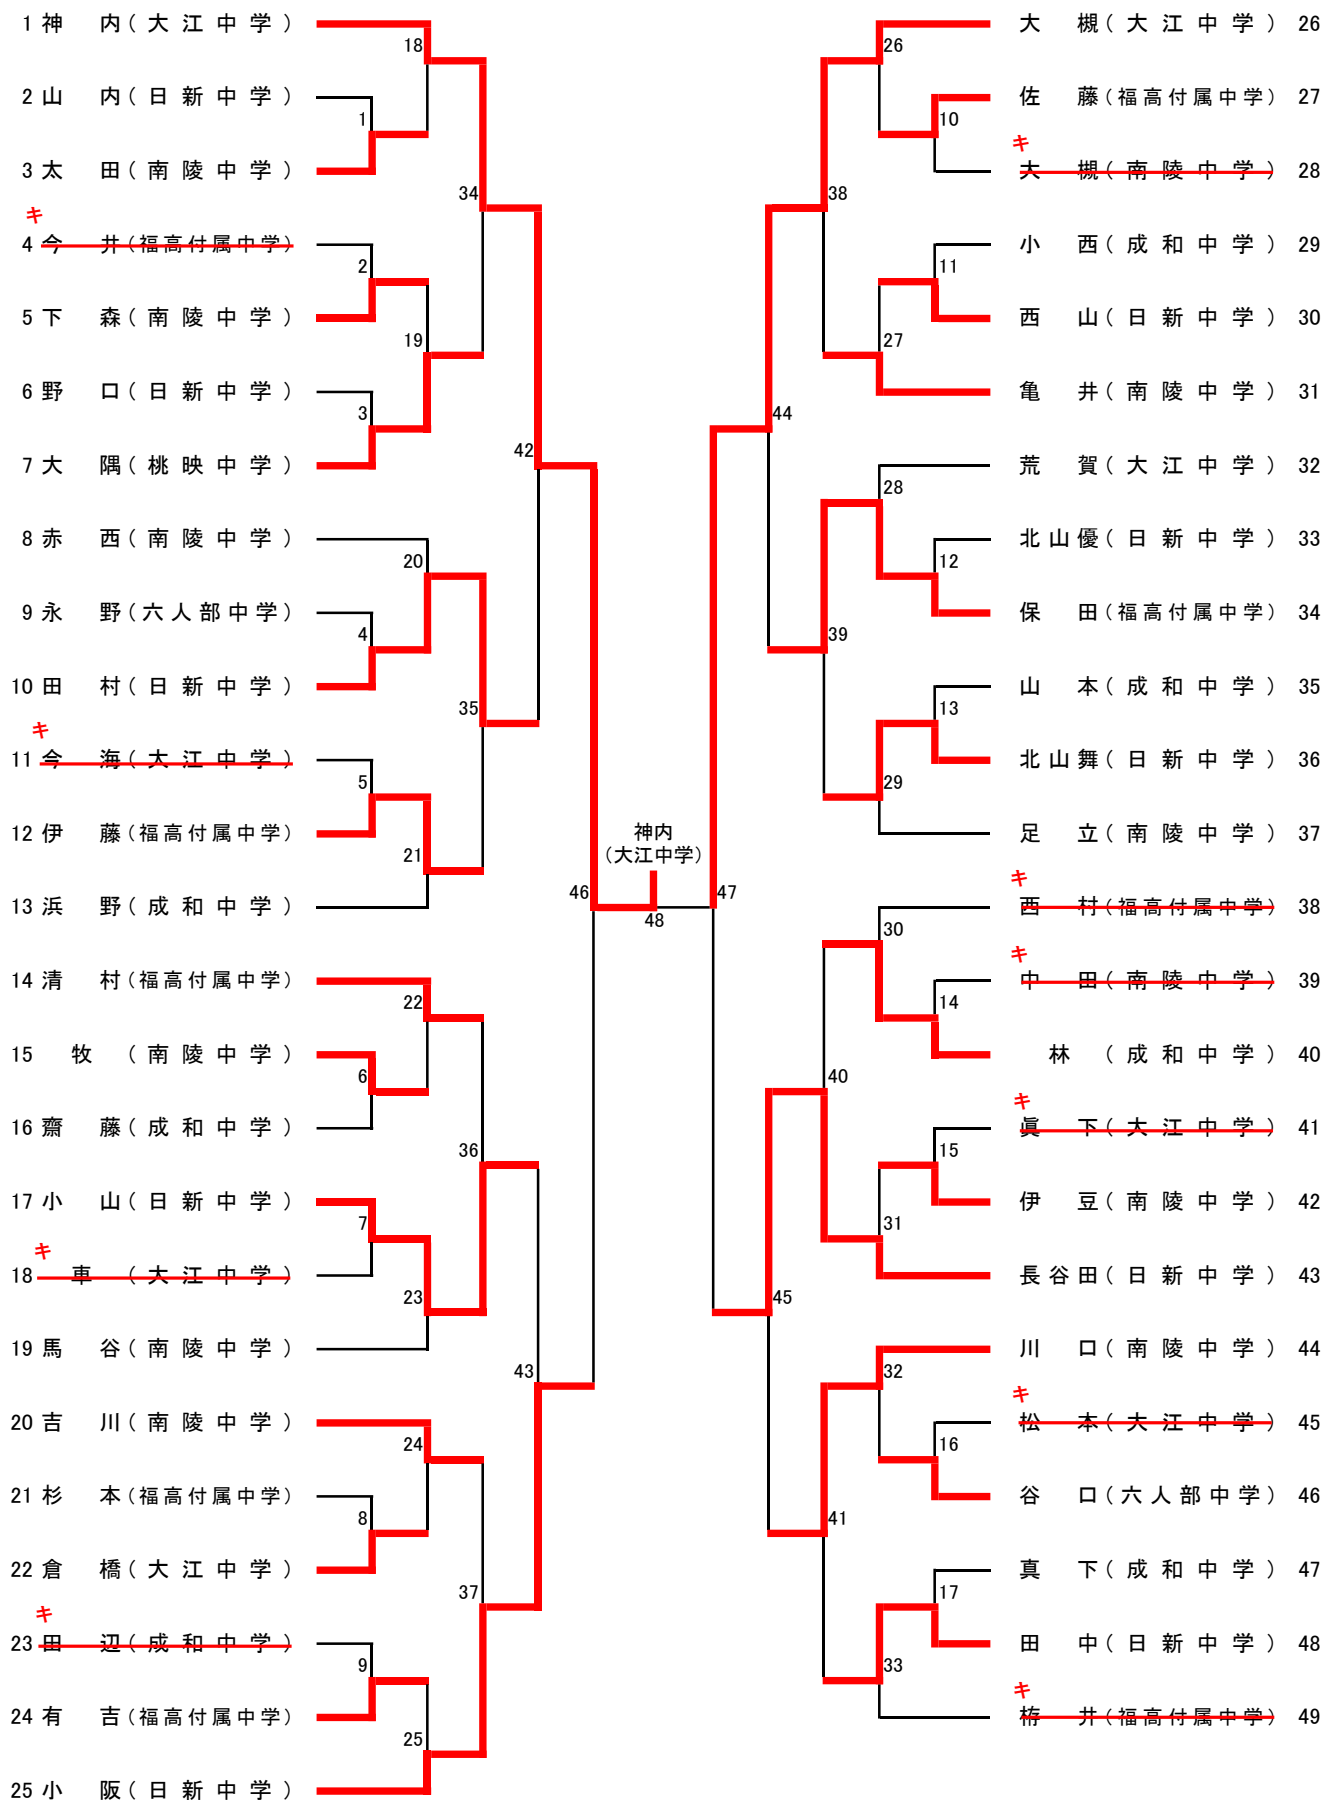 1 神 内(大江中学)
18
2 山 内(日新中学)
1
3 太 田(南陵中学)
34
キ
4 今 井(福高付属中学)
2
5 下 森(南陵中学)
19
6 野 口(日新中学)
3
7 大 隅(桃映中学)
42
8 赤 西(南陵中学)
20
9 永 野(六人部中学)
4
10 田 村(日新中学)
35
キ
11 今 海(大江中学)
5
12 伊 藤(福高付属中学)
21
13 浜 野(成和中学)
46
14 清 村(福高付属中学)
22
15 牧 (南陵中学)
6
16 齋 藤(成和中学)
36
17 小 山(日新中学)
7
キ
18 車 (大江中学)
23
19 馬 谷(南陵中学)
43
20 吉 川(南陵中学)
24
21 杉 本(福高付属中学)
8
22 倉 橋(大江中学)
37
キ
23 田 辺(成和中学)
9
24 有 吉(福高付属中学)
25
25 小 阪(日新中学)
神内
(大江中学)
48
大 槻(大江中学) 26
26
佐 藤(福高付属中学) 27
10
キ
大 槻(南陵中学) 28
38
小 西(成和中学) 29
11
西 山(日新中学) 30
27
亀 井(南陵中学) 31
44
荒 賀(大江中学) 32
28
北山優(日新中学) 33
12
保 田(福高付属中学) 34
39
山 本(成和中学) 35
13
北山舞(日新中学) 36
29
足 立(南陵中学) 37
47
キ
西 村(福高付属中学) 38
30
キ
中 田(南陵中学) 39
14
林 (成和中学) 40
40
キ
眞 下(大江中学) 41
15
伊 豆(南陵中学) 42
31
長谷田(日新中学) 43
45
川 口(南陵中学) 44
32
キ
松 本(大江中学) 45
16
谷 口(六人部中学) 46
41
真 下(成和中学) 47
17
田 中(日新中学) 48
33
キ
栫 井(福高付属中学) 49